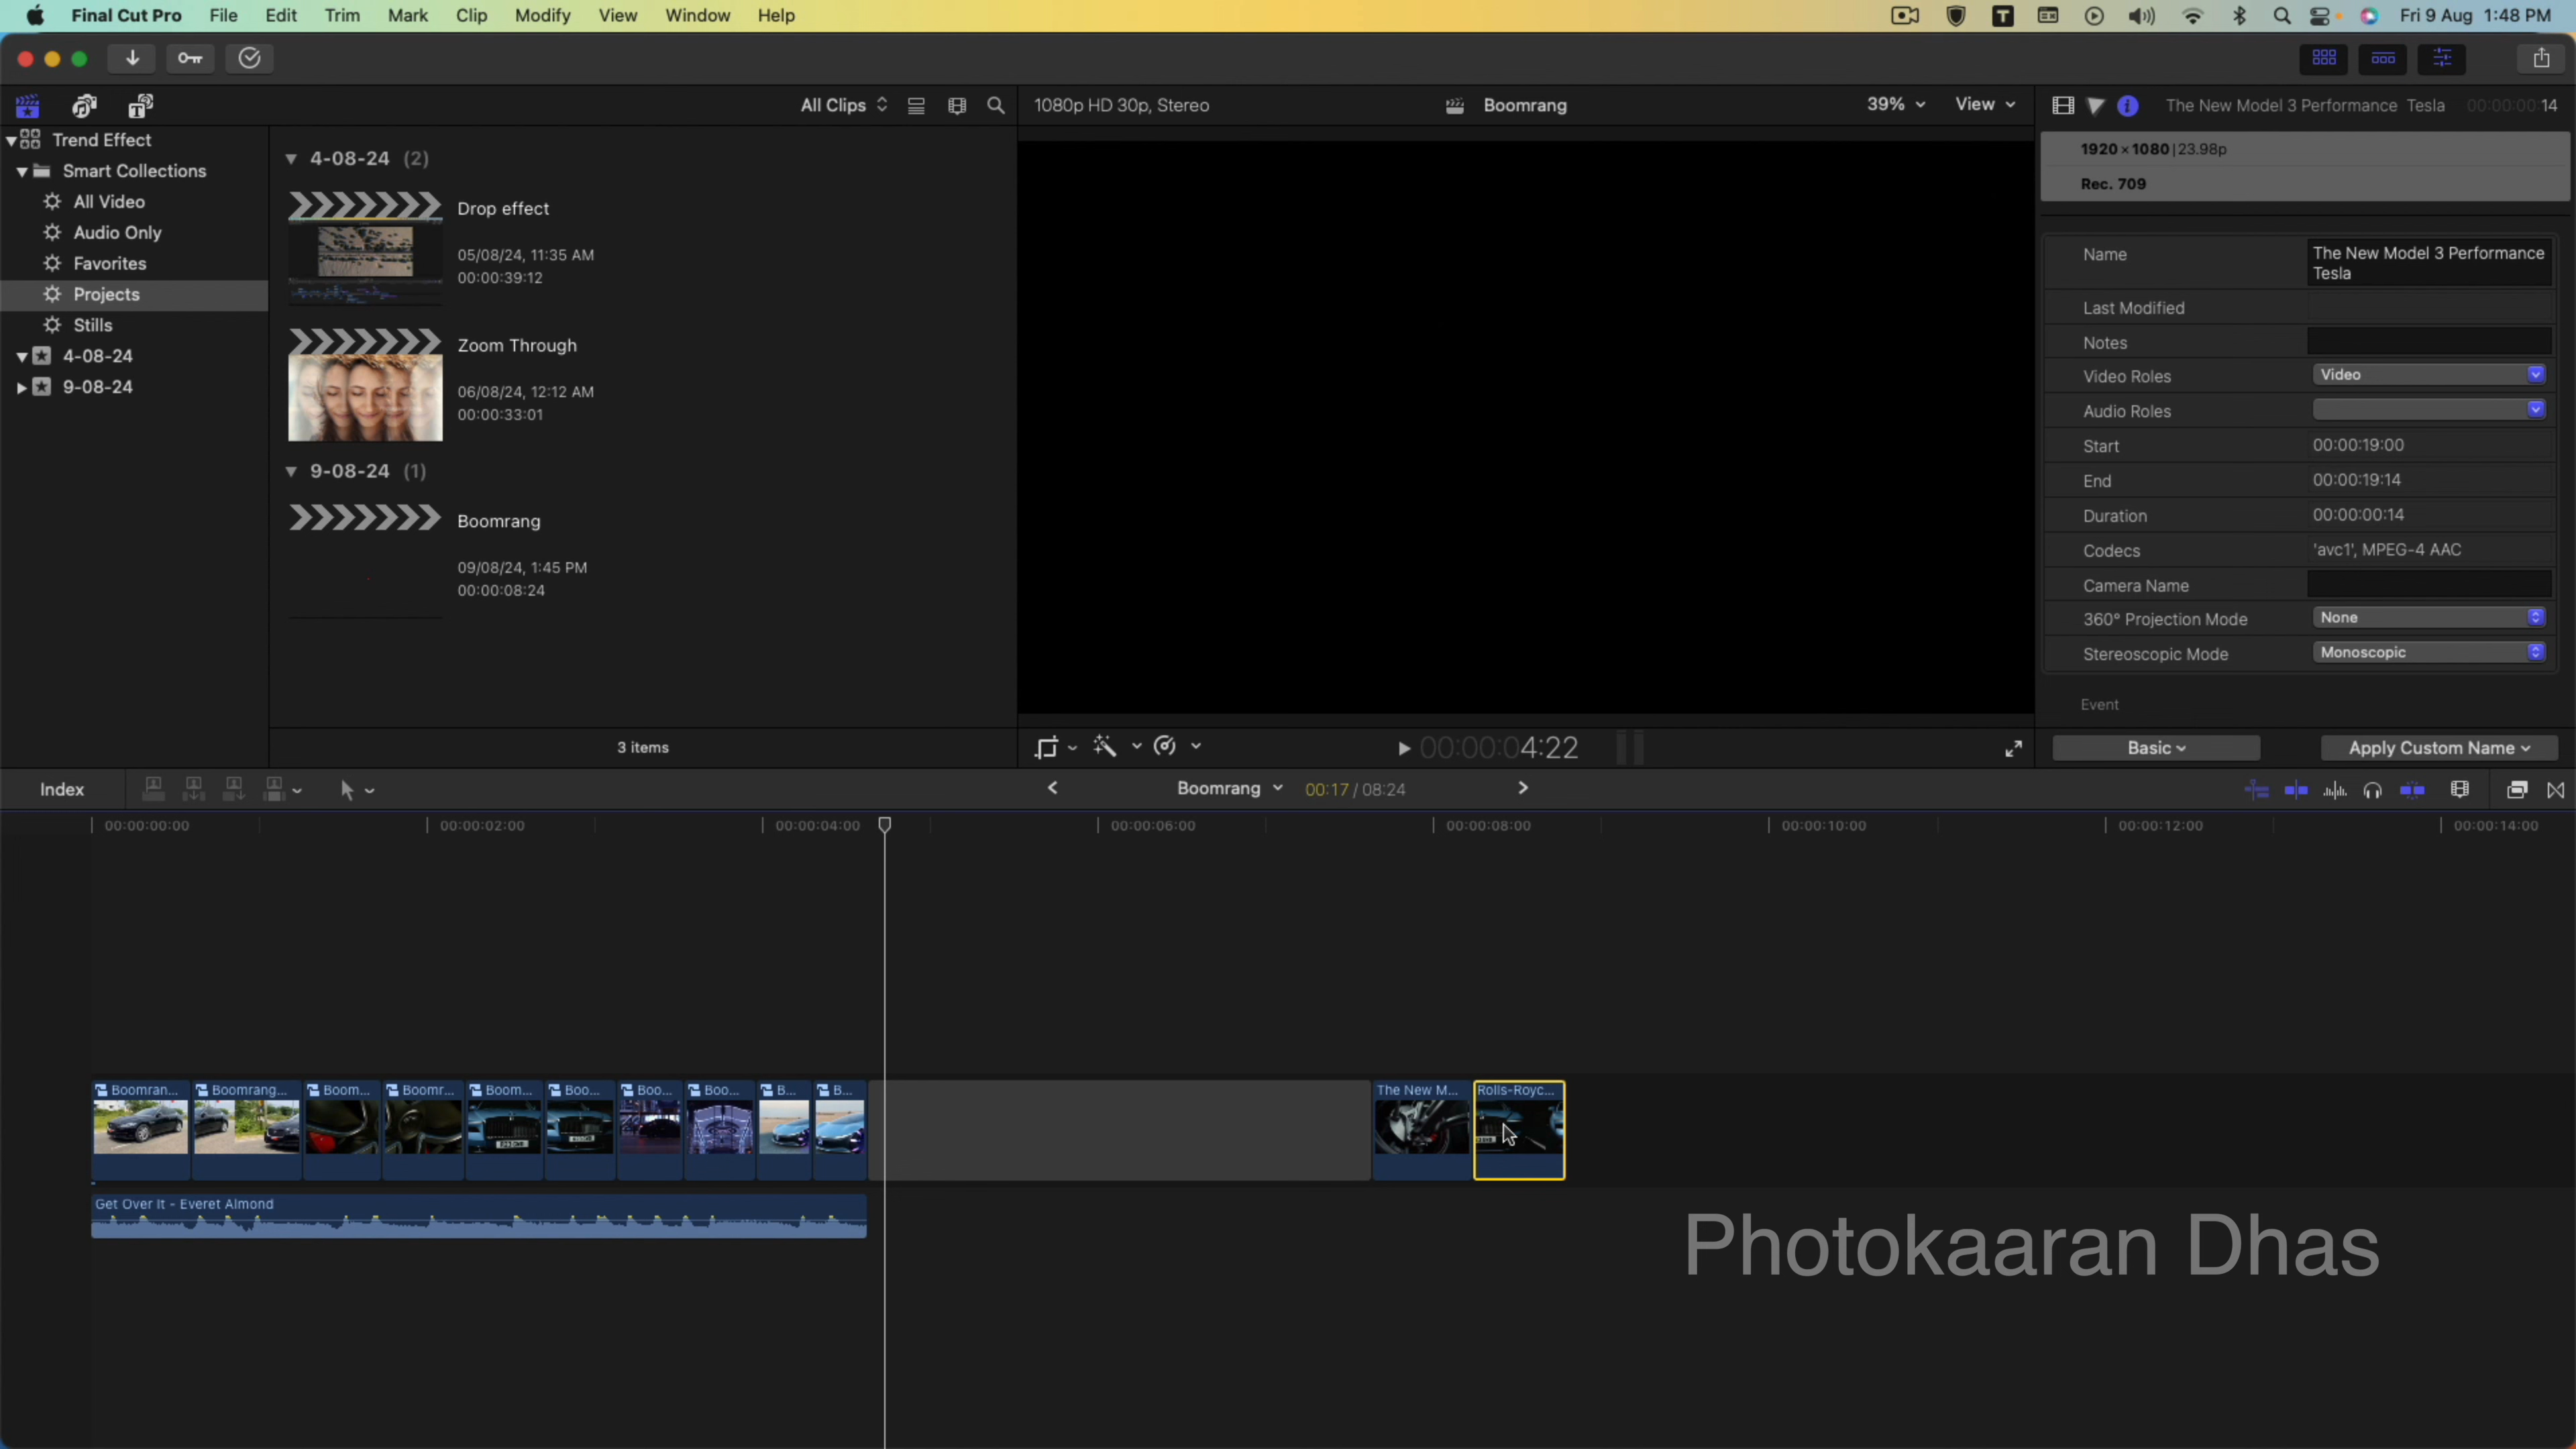 Final Cut Pro File Edit Trim Mark Clip Modify View Window Help
T
Fri 9 Aug 1:48 PM
All Clips
1080p HD 30p, Stereo
Boomrang
39%
View
The New Model 3 Performance Tesla
00:00:00:14
Trend Effect
Smart Collections
All Video
Audio Only
Favorites
Projects
Stills
4-08-24
9-08-24
4-08-24 (2)
Drop effect
05/08/24, 11:35 AM
00:00:39:12
Zoom Through
06/08/24, 12:12 AM
00:00:33:01
9-08-24 (1)
Boomrang
09/08/24, 1:45 PM
00:00:08:24
3 items
1920 × 1080 | 23.98p
Rec. 709
Name The New Model 3 Performance
Tesla
Last Modified
Notes
Video Roles Video
Audio Roles
Start 00:00:19:00
End 00:00:19:14
Duration 00:00:00:14
Codecs 'avc1', MPEG-4 AAC
Camera Name
360° Projection Mode None
Stereoscopic Mode Monoscopic
Event
00:00:04:22
Basic
Apply Custom Name
Index
Boomrang
00:17 / 08:24
00:00:00:00 00:00:02:00 00:00:04:00 00:00:06:00 00:00:08:00 00:00:10:00 00:00:12:00 00:00:14:00
Boomran... Boomrang... Boom... Boomr... Boom... Boo... Boo... Boo... B... B... The New M... Rolls-Royc...
Get Over It - Everet Almond
Photokaaran Dhas